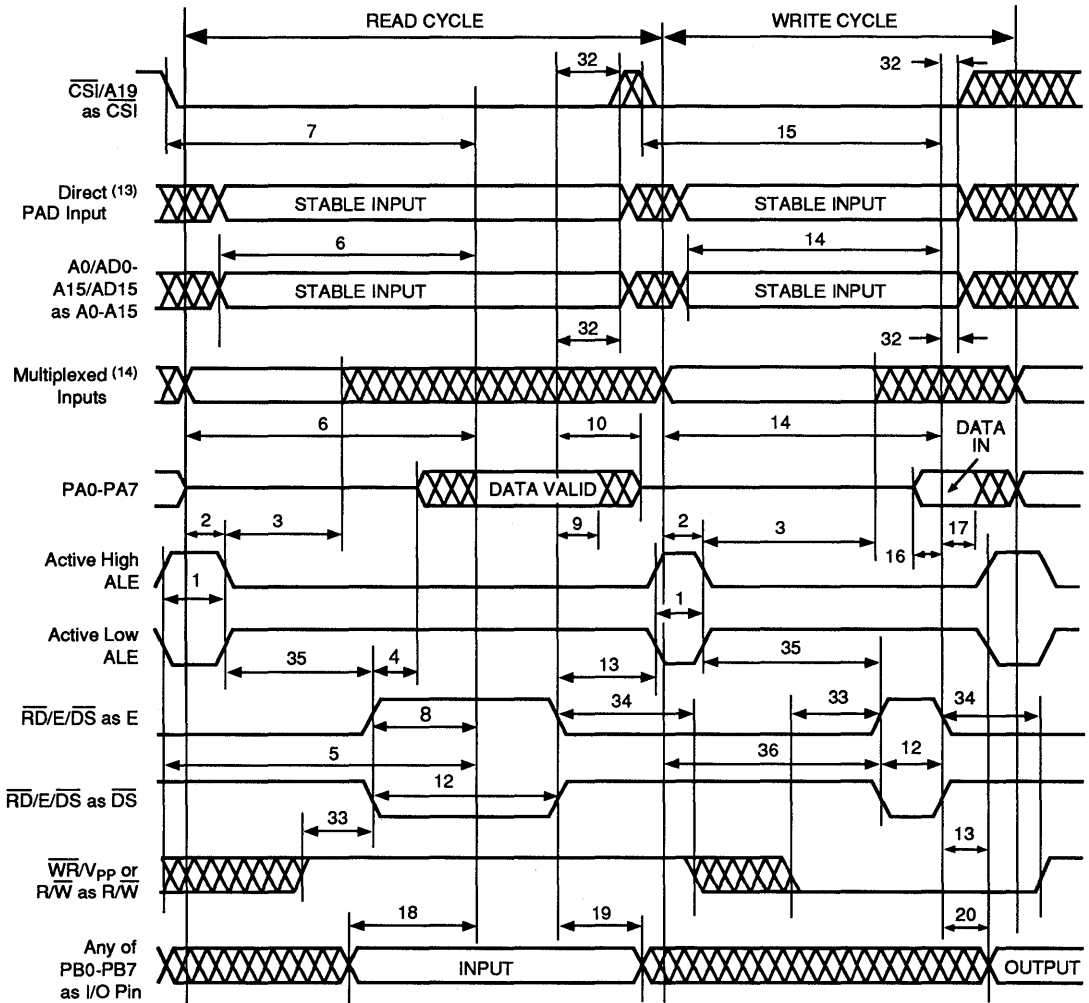 READ CYCLE WRITE CYCLE
32 32
CSI/A19
as CSI
7 15
Direct (13)
PAD Input
STABLE INPUT STABLE INPUT
6 14
A0/AD0-
A15/AD15
as A0-A15
STABLE INPUT STABLE INPUT
32 32
Multiplexed (14)
Inputs
6 10 14 DATA
IN
PA0-PA7 DATA VALID
2 3 9 2 3 16 17
Active High
ALE
1 1
Active Low
ALE
35 4 13 35
RD/E/DS as E
8 34 33 34
5 36 12
RD/E/DS as DS
12
33 13
WR/VPP or
R/W as R/W
18 19 20
Any of
PB0-PB7
as I/O Pin
INPUT OUTPUT